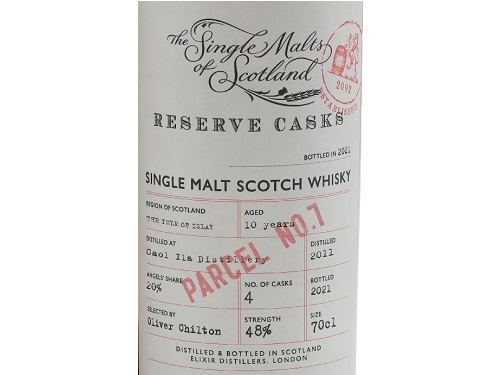 The Single Malts
of Scotland
2002
ESTABLISHED
RESERVE CASKS
BOTTLED IN 2021
SINGLE MALT SCOTCH WHISKY
REGION OF SCOTLAND
THE ISLE OF ISLAY
AGED
10 years
DISTILLED AT
Caol Ila Distillery
DISTILLED
2011
PARCEL NO.7
ANGELS' SHARE
20%
NO. OF CASKS
4
BOTTLED
2021
SELECTED BY
Oliver Chilton
STRENGTH
48%
SIZE
70cl
DISTILLED & BOTTLED IN SCOTLAND
ELIXIR DISTILLERS, LONDON